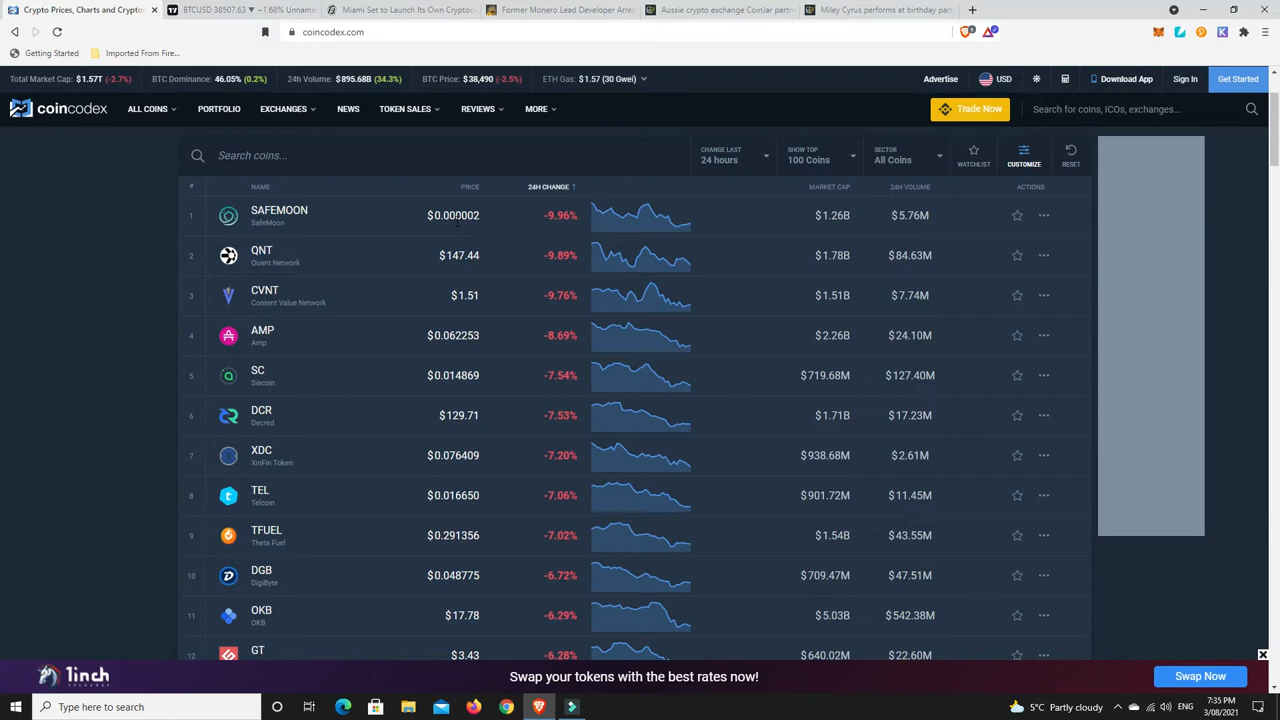 Crypto Prices, Charts and Cryptoc
BTCUSD 38507.63 ▼ −1.68% Unname
Miami Set to Launch Its Own Cryptoc
Former Monero Lead Developer Arres
Aussie crypto exchange CoinJar partn
Miley Cyrus performs at birthday part
coincodex.com
Getting Started
Imported From Fire...
Total Market Cap: $1.57T (-2.7%)
BTC Dominance: 46.05% (0.2%)
24h Volume: $895.68B (34.3%)
BTC Price: $38,490 (-2.5%)
ETH Gas: $1.57 (30 Gwei)
Advertise
USD
Download App
Sign In
Get Started
coincodex
ALL COINS
PORTFOLIO
EXCHANGES
NEWS
TOKEN SALES
REVIEWS
MORE
Trade Now
Search for coins, ICOs, exchanges...
Search coins...
CHANGE LAST
24 hours
SHOW TOP
100 Coins
SECTOR
All Coins
WATCHLIST
CUSTOMIZE
RESET
# NAME PRICE 24H CHANGE ↑ MARKET CAP 24H VOLUME ACTIONS
1 SAFEMOON $0.000002 -9.96% $1.26B $5.76M
SafeMoon
2 QNT $147.44 -9.89% $1.78B $84.63M
Quant Network
3 CVNT $1.51 -9.76% $1.51B $7.74M
Content Value Network
4 AMP $0.062253 -8.69% $2.26B $24.10M
Amp
5 SC $0.014869 -7.54% $719.68M $127.40M
Siacoin
6 DCR $129.71 -7.53% $1.71B $17.23M
Decred
7 XDC $0.076409 -7.20% $938.68M $2.61M
XinFin Token
8 TEL $0.016650 -7.06% $901.72M $11.45M
Telcoin
9 TFUEL $0.291356 -7.02% $1.54B $43.55M
Theta Fuel
10 DGB $0.048775 -6.72% $709.47M $47.51M
DigiByte
11 OKB $17.78 -6.29% $5.03B $542.38M
OKB
12 GT $3.43 -6.28% $640.02M $22.60M
1inch
EXCHANGE
Swap your tokens with the best rates now!
Swap Now
Type here to search
5°C Partly cloudy
ENG
7:35 PM
3/08/2021